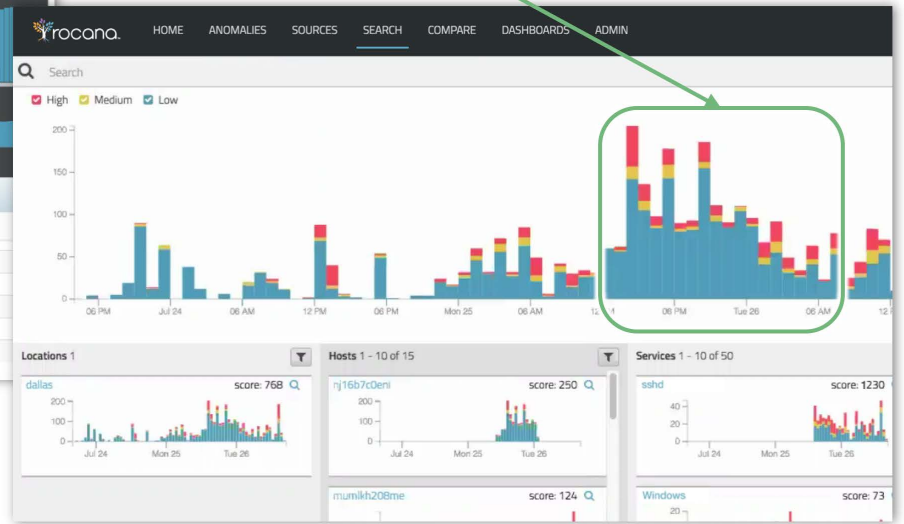 rocana.
HOME ANOMALIES SOURCES SEARCH COMPARE DASHBOARDS ADMIN
Search
High Medium Low
200
150
100
50
0
06 PM Jul 24 06 AM 12 PM 06 PM Mon 25 06 AM 06 PM Tue 26 06 AM
Locations 1 Hosts 1 - 10 of 15 Services 1 - 10 of 50
dallas score: 768 nj16b7c0eni score: 250 sshd score: 1230
200 200 40
100 100 20
0 0 0
Jul 24 Mon 25 Tue 26 Jul 24 Mon 25 Tue 26 Jul 24 Mon 25 Tue 26
mumikh208me score: 124 Windows score: 73
20